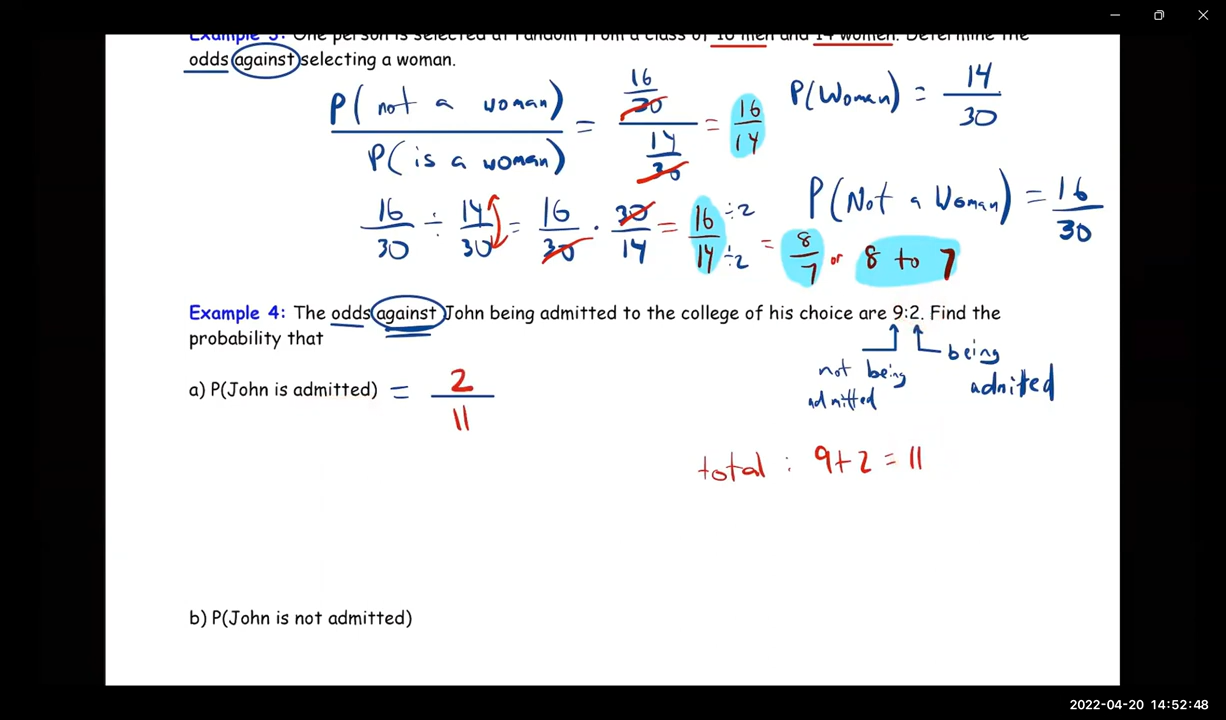 Example 3: One person is selected at random from a class of 16 men and 14 women. Determine the
odds against selecting a woman.
P( not a woman) / P( is a woman) = 16/30 / 14/30 = 16/14
P(Woman) = 14/30
P(Not a Woman) = 16/30
16/30 ÷ 14/30 = 16/30 · 30/14 = 16/14 ÷2 ÷2 = 8/7 or 8 to 7
Example 4: The odds against John being admitted to the college of his choice are 9:2. Find the
probability that
not being admitted
being admitted
a) P(John is admitted) = 2/11
total : 9+2 = 11
b) P(John is not admitted)
2022-04-20 14:52:48